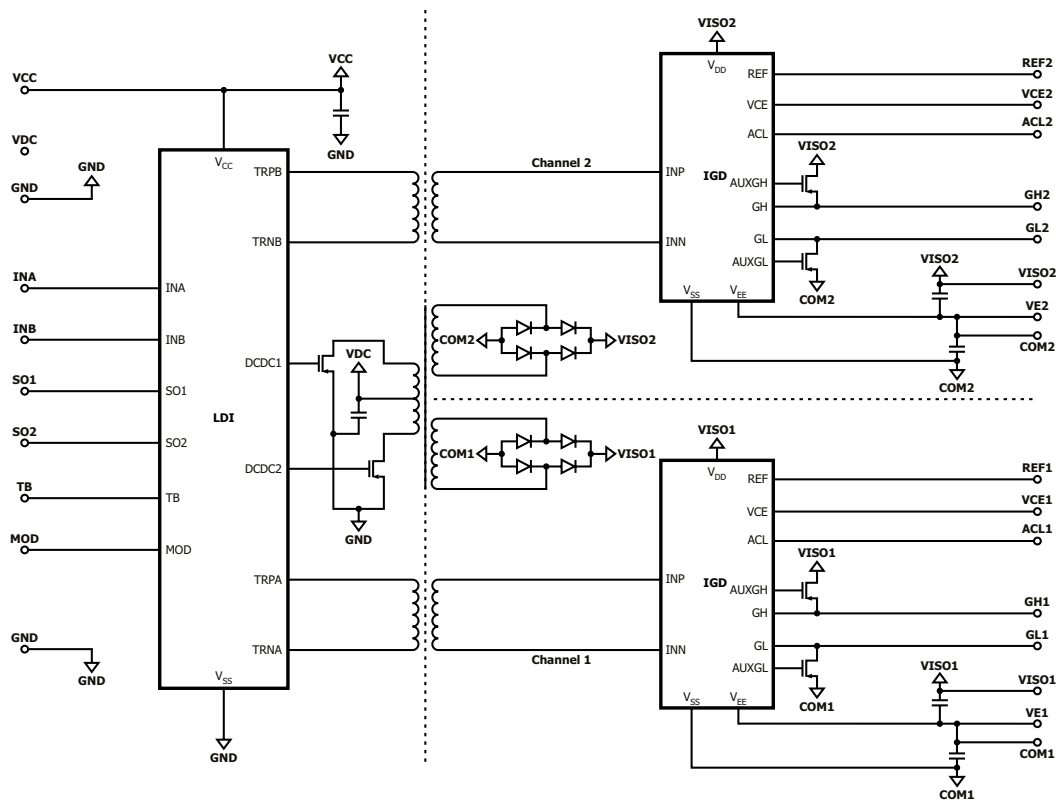 VISO2
VCC
VCC
VDD
REF
REF2
VCE
VCE2
ACL
ACL2
VDC
GND
GND
GND
VCC
TRPB
Channel 2
INP
IGD
VISO2
AUXGH
GH
GH2
TRNB
INN
GL
GL2
AUXGL
COM2
VISO2
VISO2
VSS
VEE
VE2
COM2
COM2
INA
INA
INB
INB
COM2
VISO2
DCDC1
VDC
SO1
SO1
LDI
SO2
SO2
COM1
VISO1
DCDC2
GND
TB
TB
MOD
MOD
VISO1
VDD
REF
REF1
VCE
VCE1
ACL
ACL1
TRPA
INP
IGD
VISO1
AUXGH
GH
GH1
GND
GND
TRNA
Channel 1
INN
GL
GL1
AUXGL
COM1
VISO1
VISO1
VSS
VSS
VEE
VE1
COM1
COM1
GND